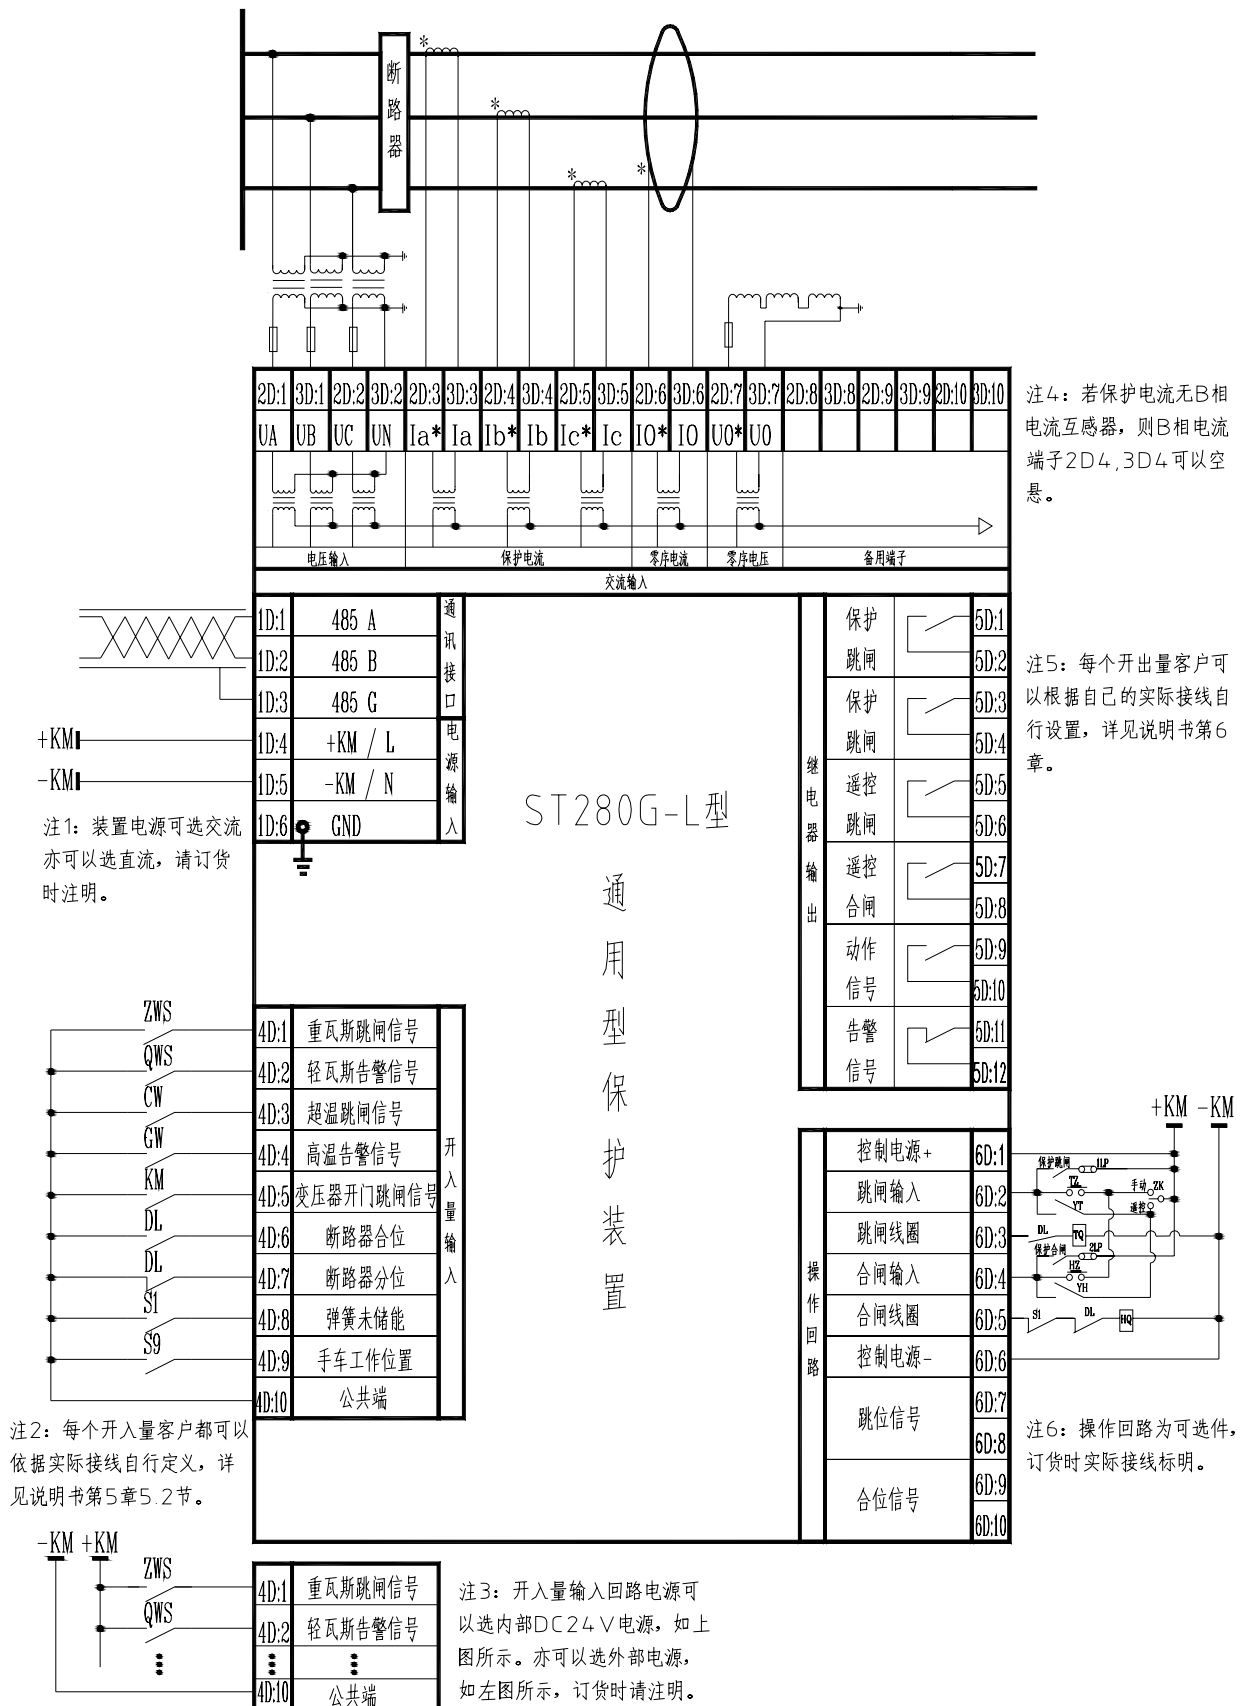 断路器
* * * *
2D:1 3D:1 2D:2 3D:2 2D:3 3D:3 2D:4 3D:4 2D:5 3D:5 2D:6 3D:6 2D:7 3D:7 2D:8 3D:8 2D:9 3D:9 2D:10 3D:10
UA UB UC UN Ia* Ia Ib* Ib Ic* Ic I0* I0 U0* U0
电压输入 保护电流 零序电流 零序电压 备用端子
交流输入
注4：若保护电流无B相
电流互感器，则B相电流
端子2D4,3D4可以空
悬。
1D:1 485 A
1D:2 485 B
1D:3 485 G
通讯接口
+KM 1D:4 +KM / L
-KM 1D:5 -KM / N
1D:6 GND
电源输入
注1：装置电源可选交流
亦可以选直流，请订货
时注明。
ST280G-L型
通用型保护装置
继电器输出
保护 5D:1
跳闸 5D:2
保护 5D:3
跳闸 5D:4
遥控 5D:5
跳闸 5D:6
遥控 5D:7
合闸 5D:8
动作 5D:9
信号 5D:10
告警 5D:11
信号 5D:12
注5：每个开出量客户可
以根据自己的实际接线自
行设置，详见说明书第6
章。
ZWS 4D:1 重瓦斯跳闸信号
QWS 4D:2 轻瓦斯告警信号
CW 4D:3 超温跳闸信号
GW 4D:4 高温告警信号
KM 4D:5 变压器开门跳闸信号
DL 4D:6 断路器合位
DL 4D:7 断路器分位
S1 4D:8 弹簧未储能
S9 4D:9 手车工作位置
4D:10 公共端
开入量输入
注2：每个开入量客户都可以
依据实际接线自行定义，详
见说明书第5章5.2节。
操作回路
控制电源+ 6D:1
跳闸输入 6D:2
跳闸线圈 6D:3
合闸输入 6D:4
合闸线圈 6D:5
控制电源- 6D:6
跳位信号 6D:7
6D:8
合位信号 6D:9
6D:10
+KM -KM
保护跳闸 1LP
TZ 手动 ZK
YT 遥控
DL TQ
保护合闸 2LP
HZ
YH
S1 DL HQ
注6：操作回路为可选件，
订货时实际接线标明。
-KM +KM
ZWS 4D:1 重瓦斯跳闸信号
QWS 4D:2 轻瓦斯告警信号
4D:10 公共端
注3：开入量输入回路电源可
以选内部DC24V电源，如上
图所示。亦可以选外部电源，
如左图所示，订货时请注明。